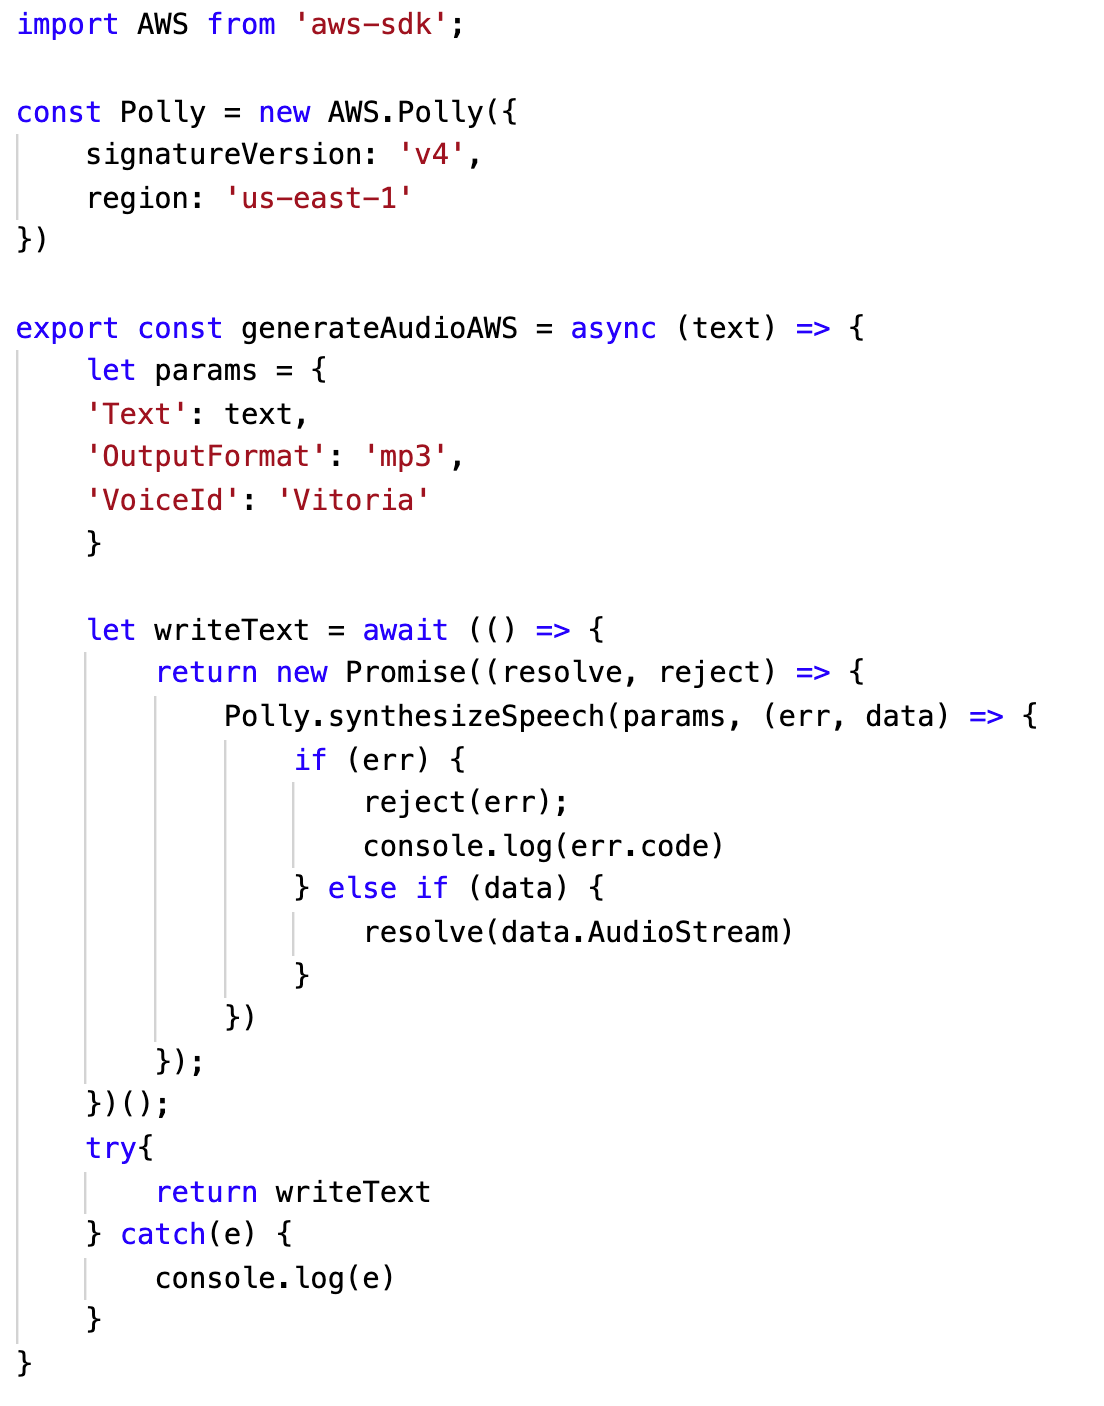 import AWS from 'aws-sdk';
const Polly = new AWS.Polly({
signatureVersion: 'v4',
region: 'us-east-1'
})
export const generateAudioAWS = async (text) => {
let params = {
'Text': text,
'OutputFormat': 'mp3',
'VoiceId': 'Vitoria'
}
let writeText = await (() => {
return new Promise((resolve, reject) => {
Polly.synthesizeSpeech(params, (err, data) => {
if (err) {
reject(err);
console.log(err.code)
} else if (data) {
resolve(data.AudioStream)
}
})
});
})();
try{
return writeText
} catch(e) {
console.log(e)
}
}